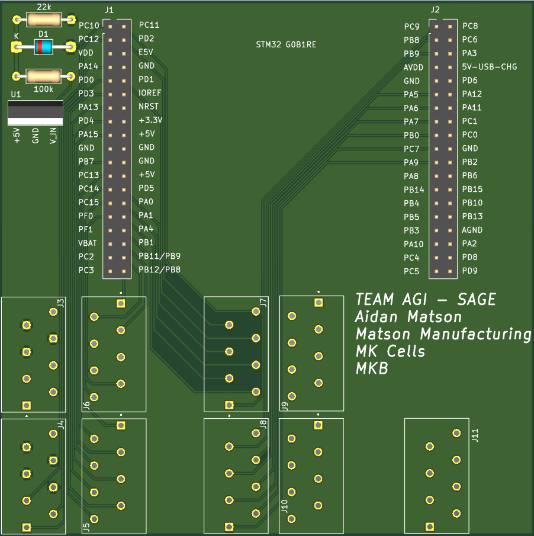 22k
J1
J2
K
D1
100k
U1
+5V
GND
V_IN
STM32 G0B1RE
PC10 PC11
PC12 PD2
VDD E5V
PA14 GND
PD0 PD1
PD3 IOREF
PA13 NRST
PD4 +3.3V
PA15 +5V
GND GND
PB7 GND
PC13 +5V
PC14 PD5
PC15 PA0
PF0 PA1
PF1 PA4
VBAT PB1
PC2 PB11/PB9
PC3 PB12/PB8
PC9 PC8
PB8 PC6
PB9 PA3
AVDD 5V-USB-CHG
GND PD6
PA5 PA12
PA6 PA11
PA7 PC1
PB0 PC0
PC7 GND
PA9 PB2
PA8 PB6
PB14 PB15
PB4 PB10
PB5 PB13
PB3 AGND
PA10 PA2
PC4 PD8
PC5 PD9
J3
J6
J7
J9
TEAM AGI - SAGE
Aidan Matson
Matson Manufacturing
MK Cells
MKB
J4
J5
J8
J10
J11